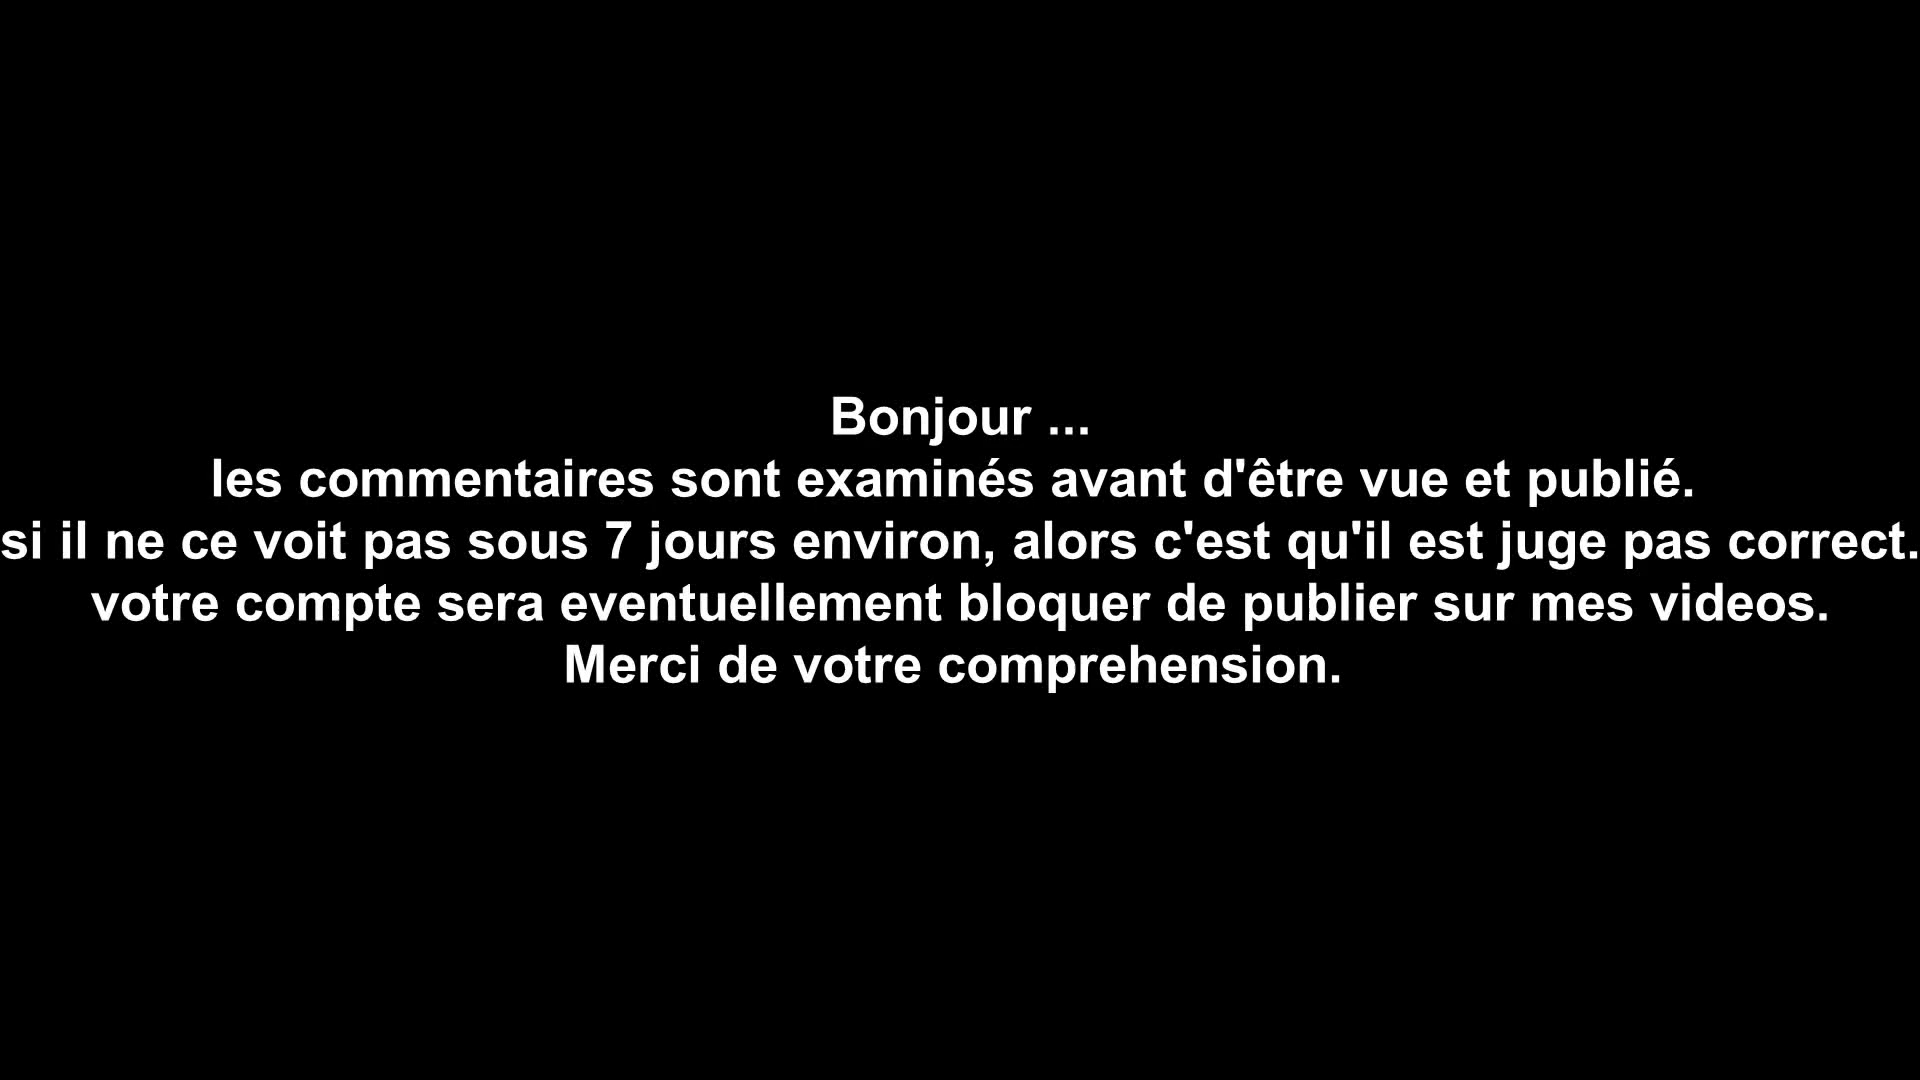 Bonjour ...
les commentaires sont examinés avant d'être vue et publié.
si il ne ce voit pas sous 7 jours environ, alors c'est qu'il est juge pas correct.
votre compte sera eventuellement bloquer de publier sur mes videos.
Merci de votre comprehension.